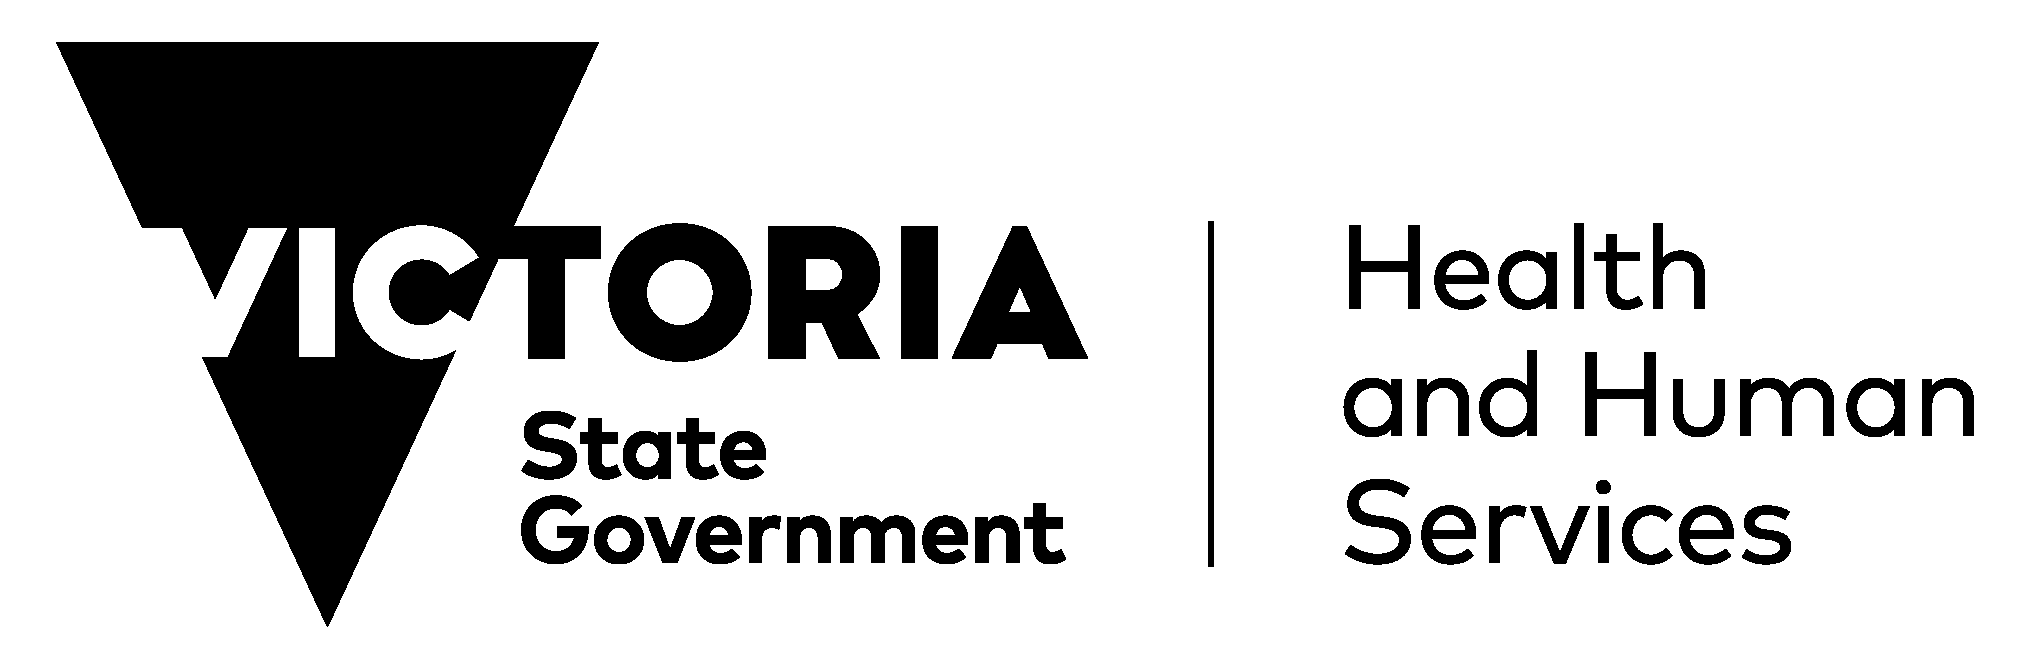 VICTORIA
State
Government
Health
and Human
Services